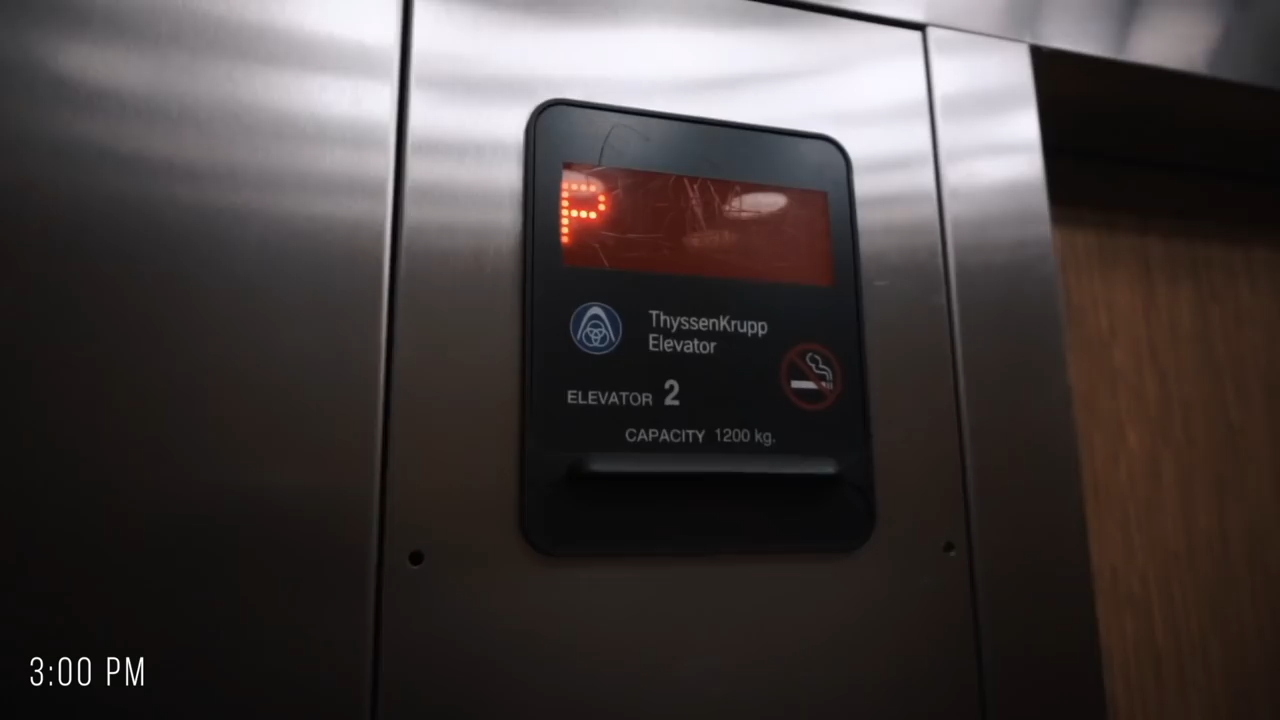 P
ThyssenKrupp
Elevator
ELEVATOR 2
CAPACITY 1200 kg.
3:00 PM